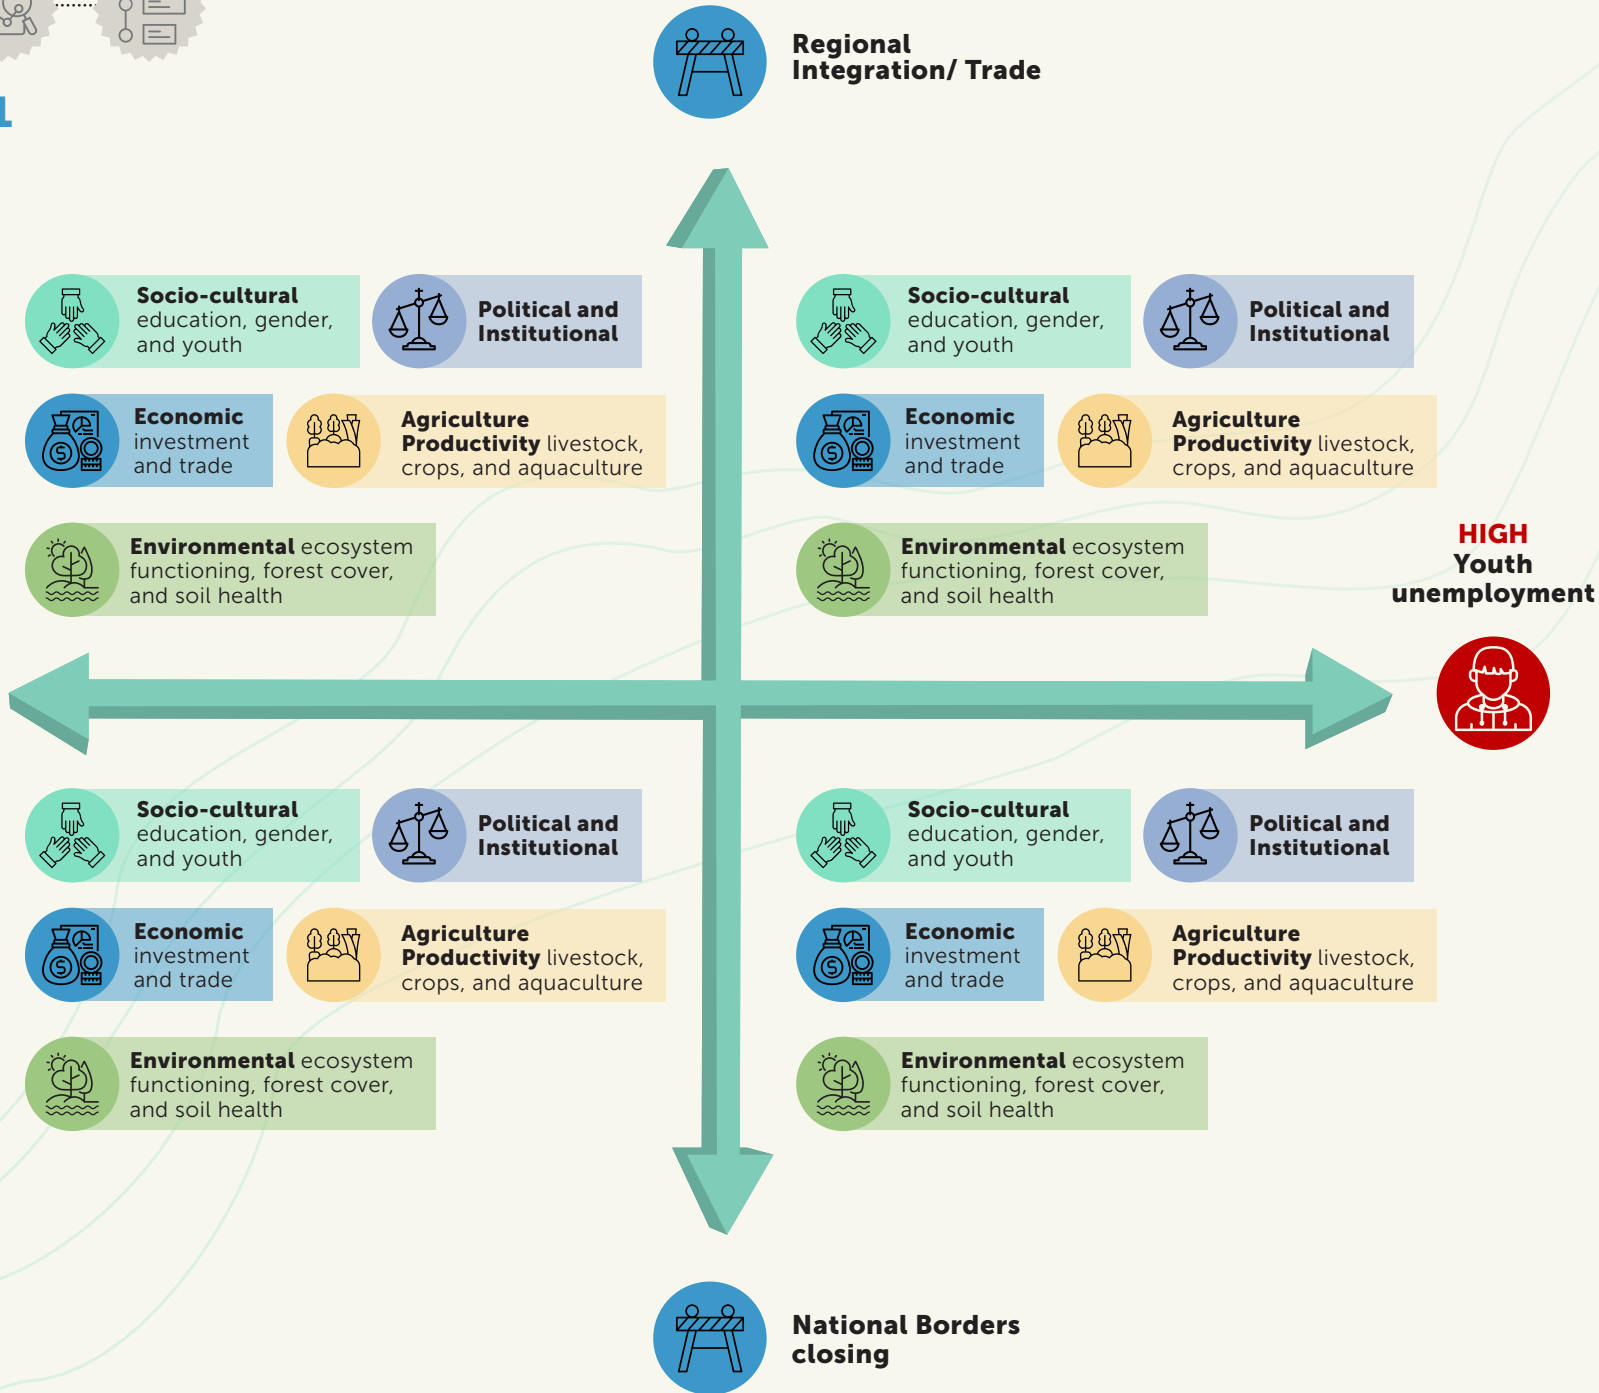 Regional
Integration/ Trade
1
Socio-cultural
education, gender,
and youth
Political and
Institutional
Economic
investment
and trade
Agriculture
Productivity livestock,
crops, and aquaculture
Environmental ecosystem
functioning, forest cover,
and soil health
Socio-cultural
education, gender,
and youth
Political and
Institutional
Economic
investment
and trade
Agriculture
Productivity livestock,
crops, and aquaculture
Environmental ecosystem
functioning, forest cover,
and soil health
HIGH
Youth
unemployment
Socio-cultural
education, gender,
and youth
Political and
Institutional
Economic
investment
and trade
Agriculture
Productivity livestock,
crops, and aquaculture
Environmental ecosystem
functioning, forest cover,
and soil health
Socio-cultural
education, gender,
and youth
Political and
Institutional
Economic
investment
and trade
Agriculture
Productivity livestock,
crops, and aquaculture
Environmental ecosystem
functioning, forest cover,
and soil health
National Borders
closing